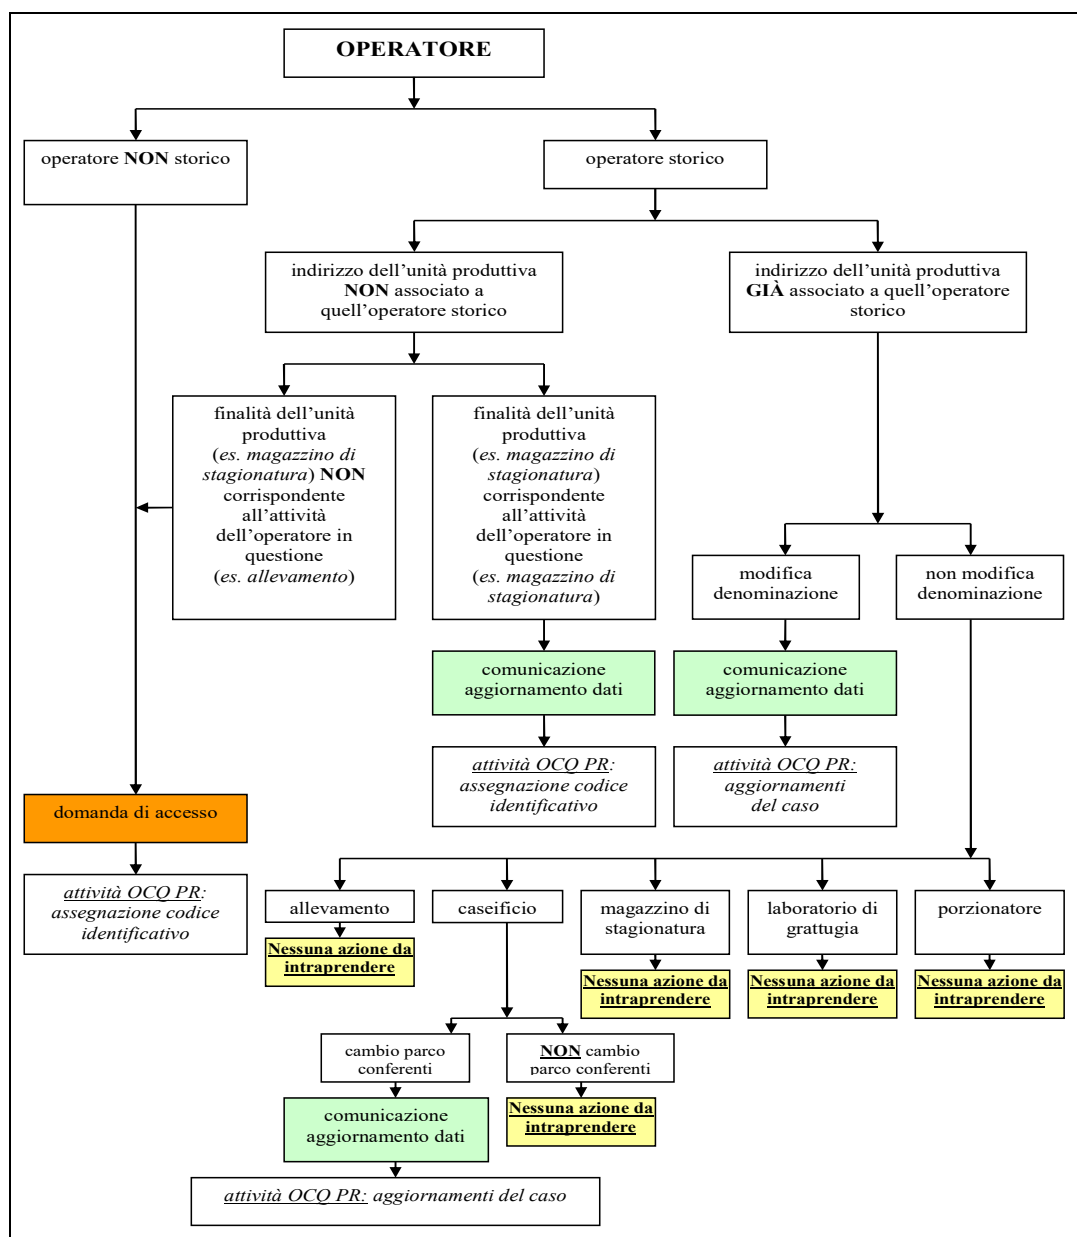 OPERATORE
operatore NON storico
operatore storico
indirizzo dell’unità produttiva
NON associato a
quell’operatore storico
indirizzo dell’unità produttiva
GIÀ associato a quell’operatore
storico
finalità dell’unità
produttiva
(es. magazzino di
stagionatura) NON
corrispondente
all’attività
dell’operatore in
questione
(es. allevamento)
finalità dell’unità
produttiva
(es. magazzino di
stagionatura)
corrispondente
all’attività
dell’operatore in
questione
(es. magazzino di
stagionatura)
modifica
denominazione
non modifica
denominazione
comunicazione
aggiornamento dati
comunicazione
aggiornamento dati
attività OCQ PR:
assegnazione codice
identificativo
attività OCQ PR:
aggiornamenti
del caso
domanda di accesso
attività OCQ PR:
assegnazione codice
identificativo
allevamento
caseificio
magazzino di
stagionatura
laboratorio di
grattugia
porzionatore
Nessuna azione da
intraprendere
Nessuna azione da
intraprendere
Nessuna azione da
intraprendere
Nessuna azione da
intraprendere
cambio parco
conferenti
NON cambio
parco conferenti
comunicazione
aggiornamento dati
Nessuna azione da
intraprendere
attività OCQ PR: aggiornamenti del caso